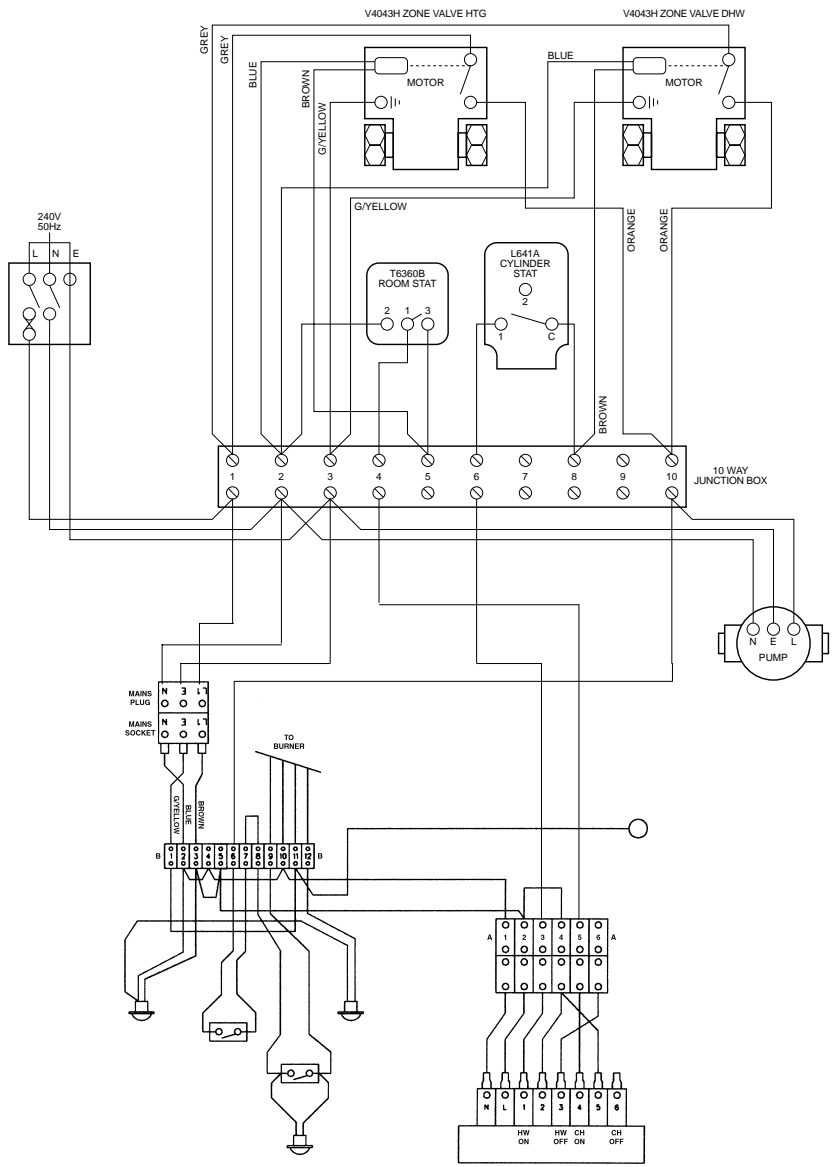 V4043H ZONE VALVE HTG
V4043H ZONE VALVE DHW
GREY
GREY
BLUE
BROWN
G/YELLOW
MOTOR
BLUE
MOTOR
G/YELLOW
ORANGE
ORANGE
240V
50Hz
L N E
T6360B
ROOM STAT
2 1 3
L641A
CYLINDER
STAT
2
1 C
BROWN
1 2 3 4 5 6 7 8 9 10
10 WAY
JUNCTION BOX
N E L
PUMP
MAINS
PLUG
N E L1
MAINS
SOCKET
N E L1
TO
BURNER
G/YELLOW
BLUE
BROWN
B 1 2 3 4 5 6 7 8 9 10 11 12 B
A 1 2 3 4 5 6 A
N L 1 2 3 4 5 6
HW
ON
HW
OFF
CH
ON
CH
OFF